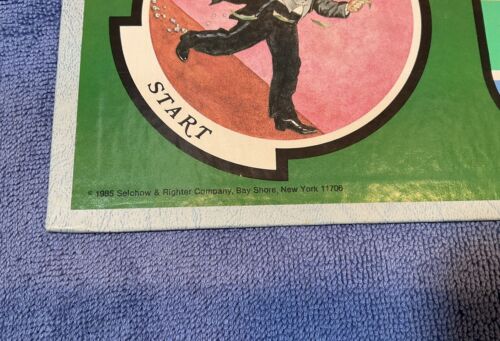 START
© 1985 Selchow & Righter Company, Bay Shore, New York 11706